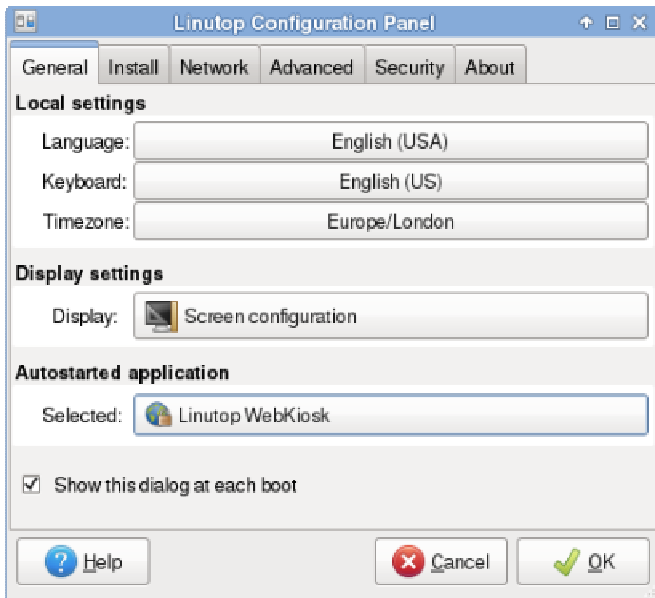 Linutop Configuration Panel
General Install Network Advanced Security About
Local settings
Language: English (USA)
Keyboard: English (US)
Timezone: Europe/London
Display settings
Display: Screen configuration
Autostarted application
Selected: Linutop WebKiosk
Show this dialog at each boot
Help Cancel OK